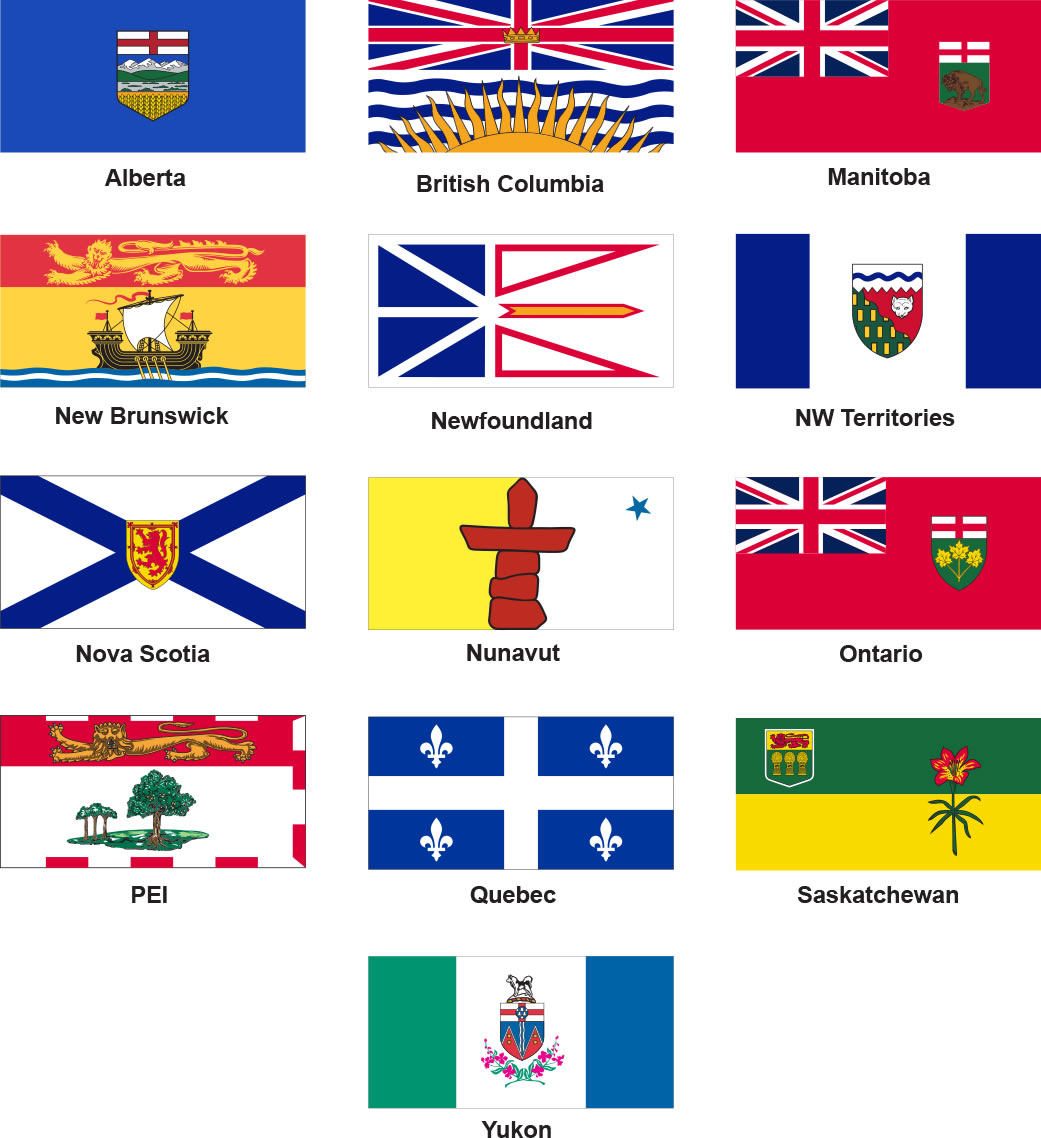 Alberta
British Columbia
Manitoba
New Brunswick
Newfoundland
NW Territories
Nova Scotia
Nunavut
Ontario
PEI
Quebec
Saskatchewan
Yukon